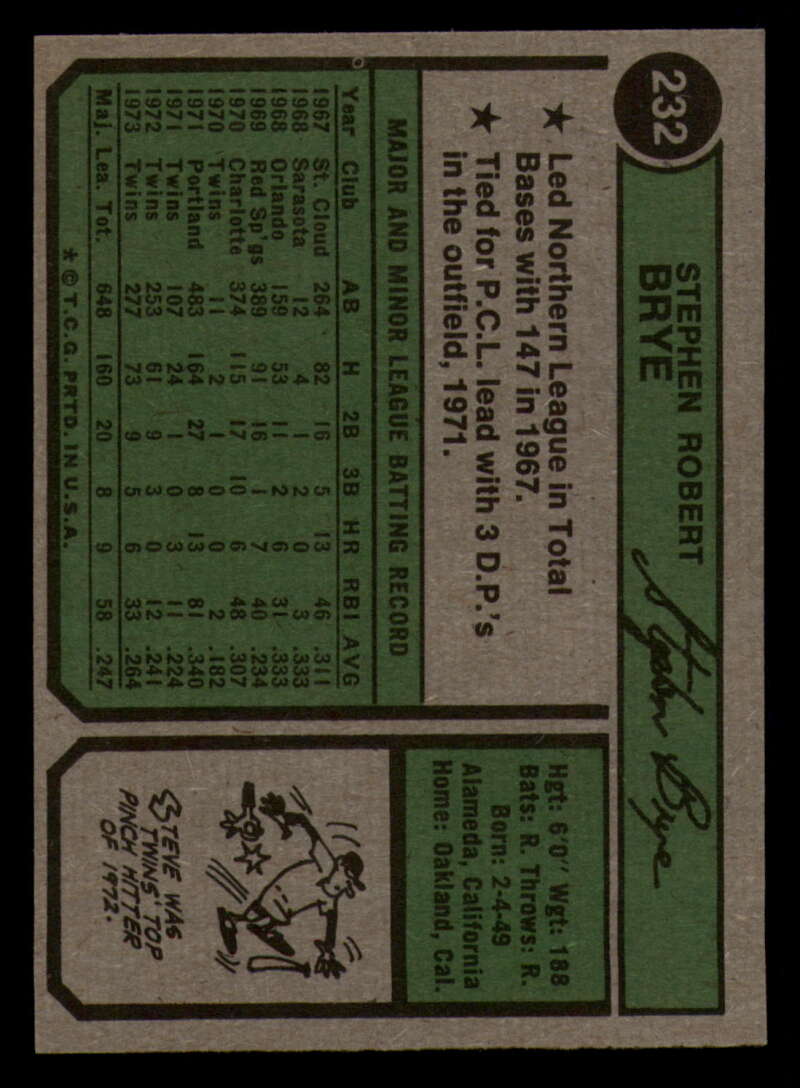 232
STEPHEN ROBERT
BRYE
Stephen Brye
★ Led Northern League in Total
Bases with 147 in 1967.
★ Tied for P.C.L. lead with 3 D.P.'s
in the outfield, 1971.
MAJOR AND MINOR LEAGUE BATTING RECORD
Year Club AB H 2B 3B HR RBI AVG
1967 St. Cloud 264 82 16 5 13 46 .311
1968 Sarasota 12 4 1 2 0 3 .333
1968 Orlando 159 53 11 2 6 31 .333
1969 Red Sp'gs 389 91 16 1 7 40 .234
1970 Charlotte 374 115 17 10 6 48 .307
1970 Twins 11 2 1 0 0 2 .182
1971 Portland 483 164 27 8 13 81 .340
1971 Twins 107 24 1 0 3 11 .224
1972 Twins 253 61 9 3 0 12 .241
1973 Twins 277 73 9 5 6 33 .264
Maj. Lea. Tot. 648 160 20 8 9 58 .247
* © T.C.G. PRTD. IN U.S.A.
Hgt: 6'0" Wgt: 188
Bats: R. Throws: R.
Born: 2-4-49
Alameda, California
Home: Oakland, Cal.
STEVE WAS
TWINS' TOP
PINCH HITTER
OF 1972.